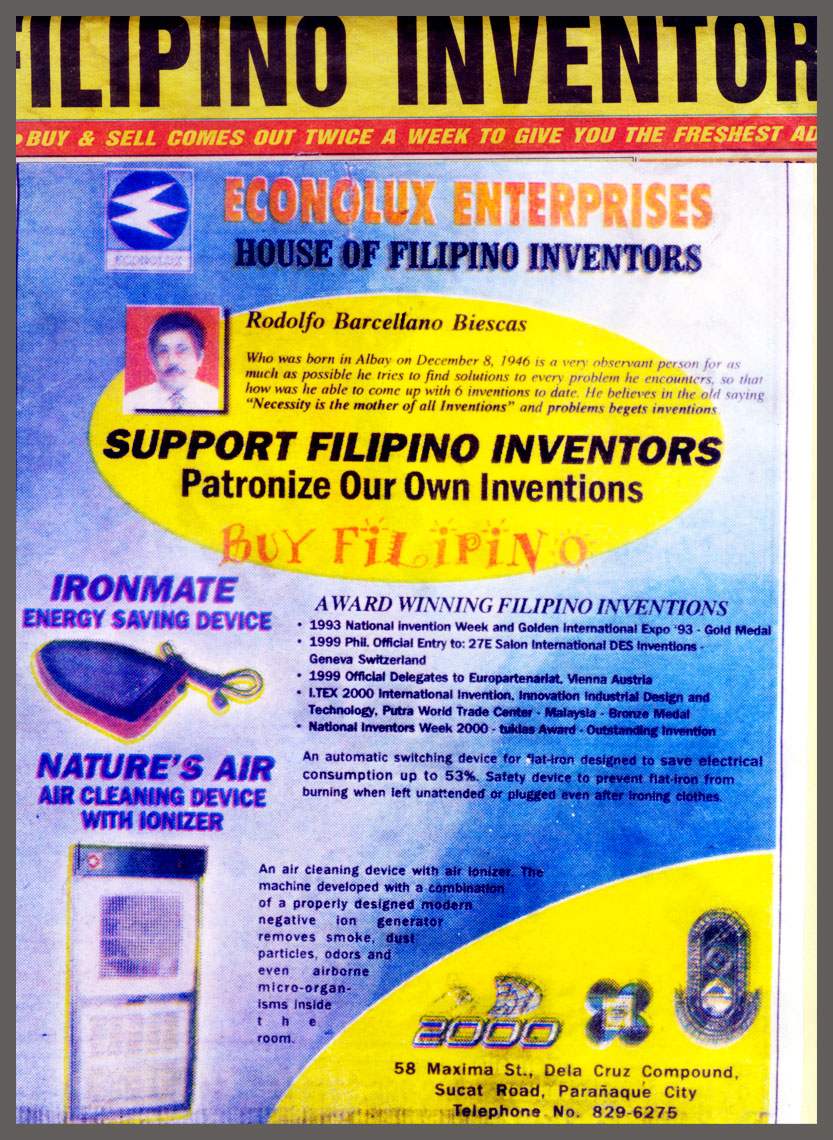 FILIPINO INVENTOR
BUY & SELL COMES OUT TWICE A WEEK TO GIVE YOU THE FRESHEST AD
ECONOLUX ENTERPRISES
ECONOLUX
HOUSE OF FILIPINO INVENTORS
Rodolfo Barcellano Biescas
Who was born in Albay on December 8, 1946 is a very observant person for as
much as possible he tries to find solutions to every problem he encounters, so that
how was he able to come up with 6 inventions to date. He believes in the old saying
"Necessity is the mother of all Inventions" and problems begets inventions.
SUPPORT FILIPINO INVENTORS
Patronize Our Own Inventions
BUY FiLiPiNO
IRONMATE
ENERGY SAVING DEVICE
AWARD WINNING FILIPINO INVENTIONS
• 1993 National Invention Week and Golden International Expo '93 - Gold Medal
• 1999 Phil. Official Entry to: 27E Salon International DES Inventions -
Geneva Switzerland
• 1999 Official Delegates to Europartenariat, Vienna Austria
• I.TEX 2000 International Invention, Innovation Industrial Design and
Technology, Putra World Trade Center - Malaysia - Bronze Medal
• National Inventors Week 2000 - tuklas Award - Outstanding Invention
An automatic switching device for flat-iron designed to save electrical
consumption up to 53%. Safety device to prevent flat-iron from
burning when left unattended or plugged even after ironing clothes.
NATURE'S AIR
AIR CLEANING DEVICE
WITH IONIZER
An air cleaning device with air ionizer. The
machine developed with a combination
of a properly designed modern
negative ion generator
removes smoke, dust
particles, odors and
even airborne
micro-organ-
isms inside
the
room.
2000
58 Maxima St., Dela Cruz Compound,
Sucat Road, Parañaque City
Telephone No. 829-6275